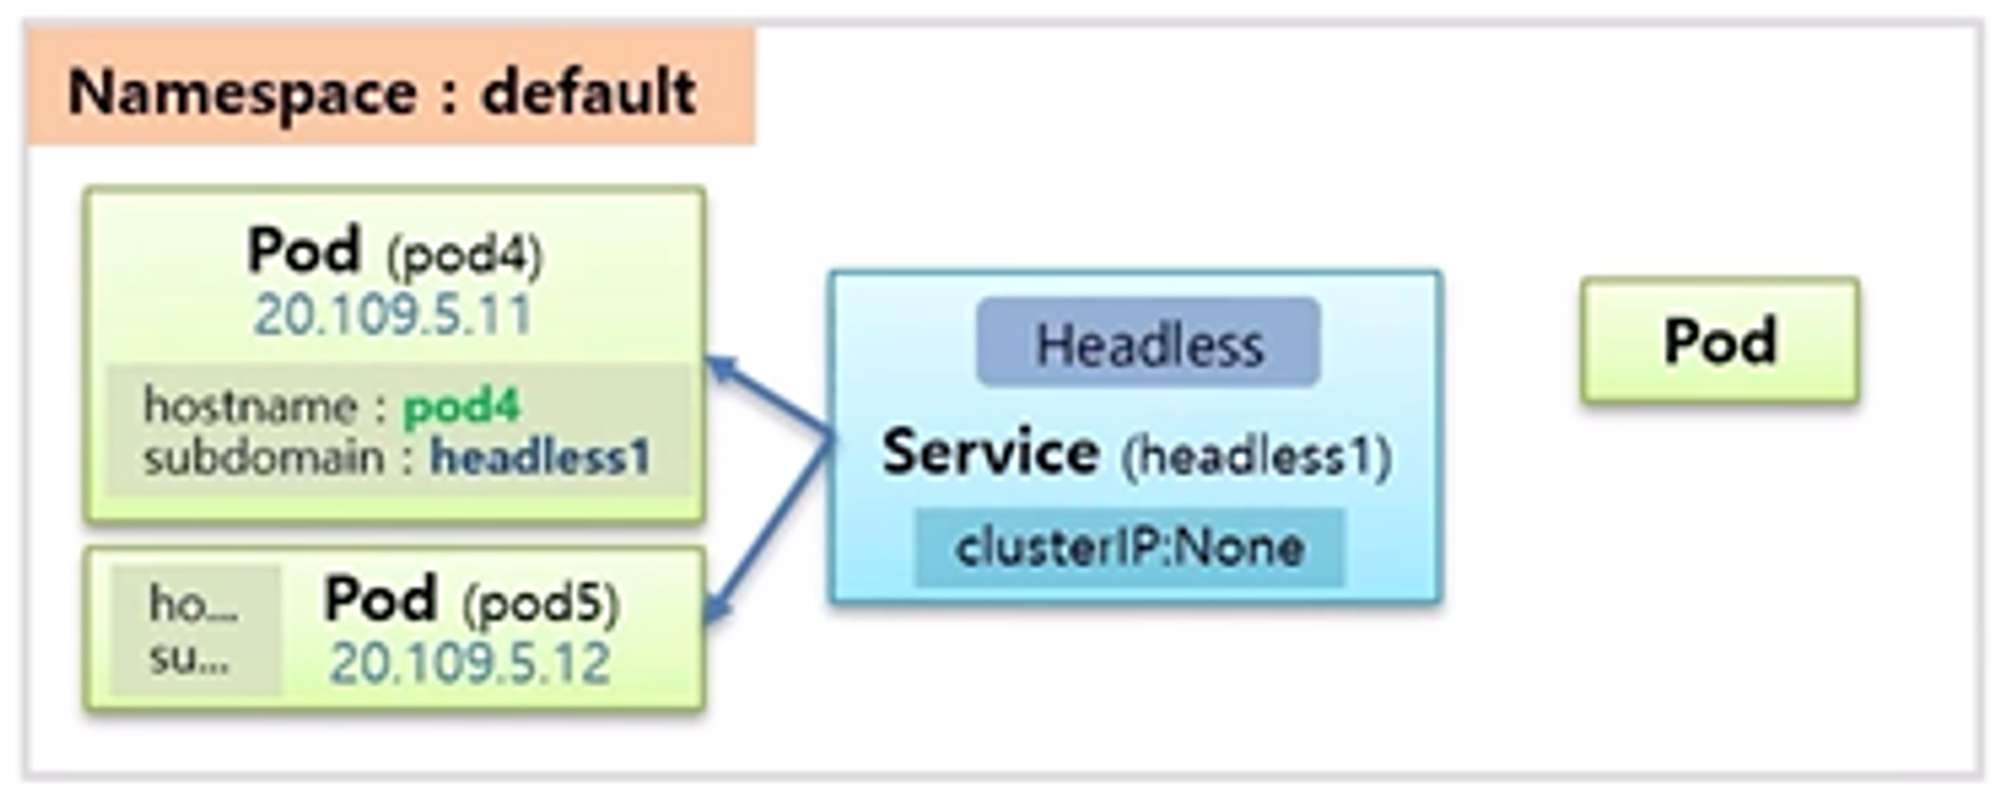 Namespace : default
Pod (pod4)
20.109.5.11
hostname : pod4
subdomain : headless1
ho...
su...
Pod (pod5)
20.109.5.12
Headless
Service (headless1)
clusterIP:None
Pod